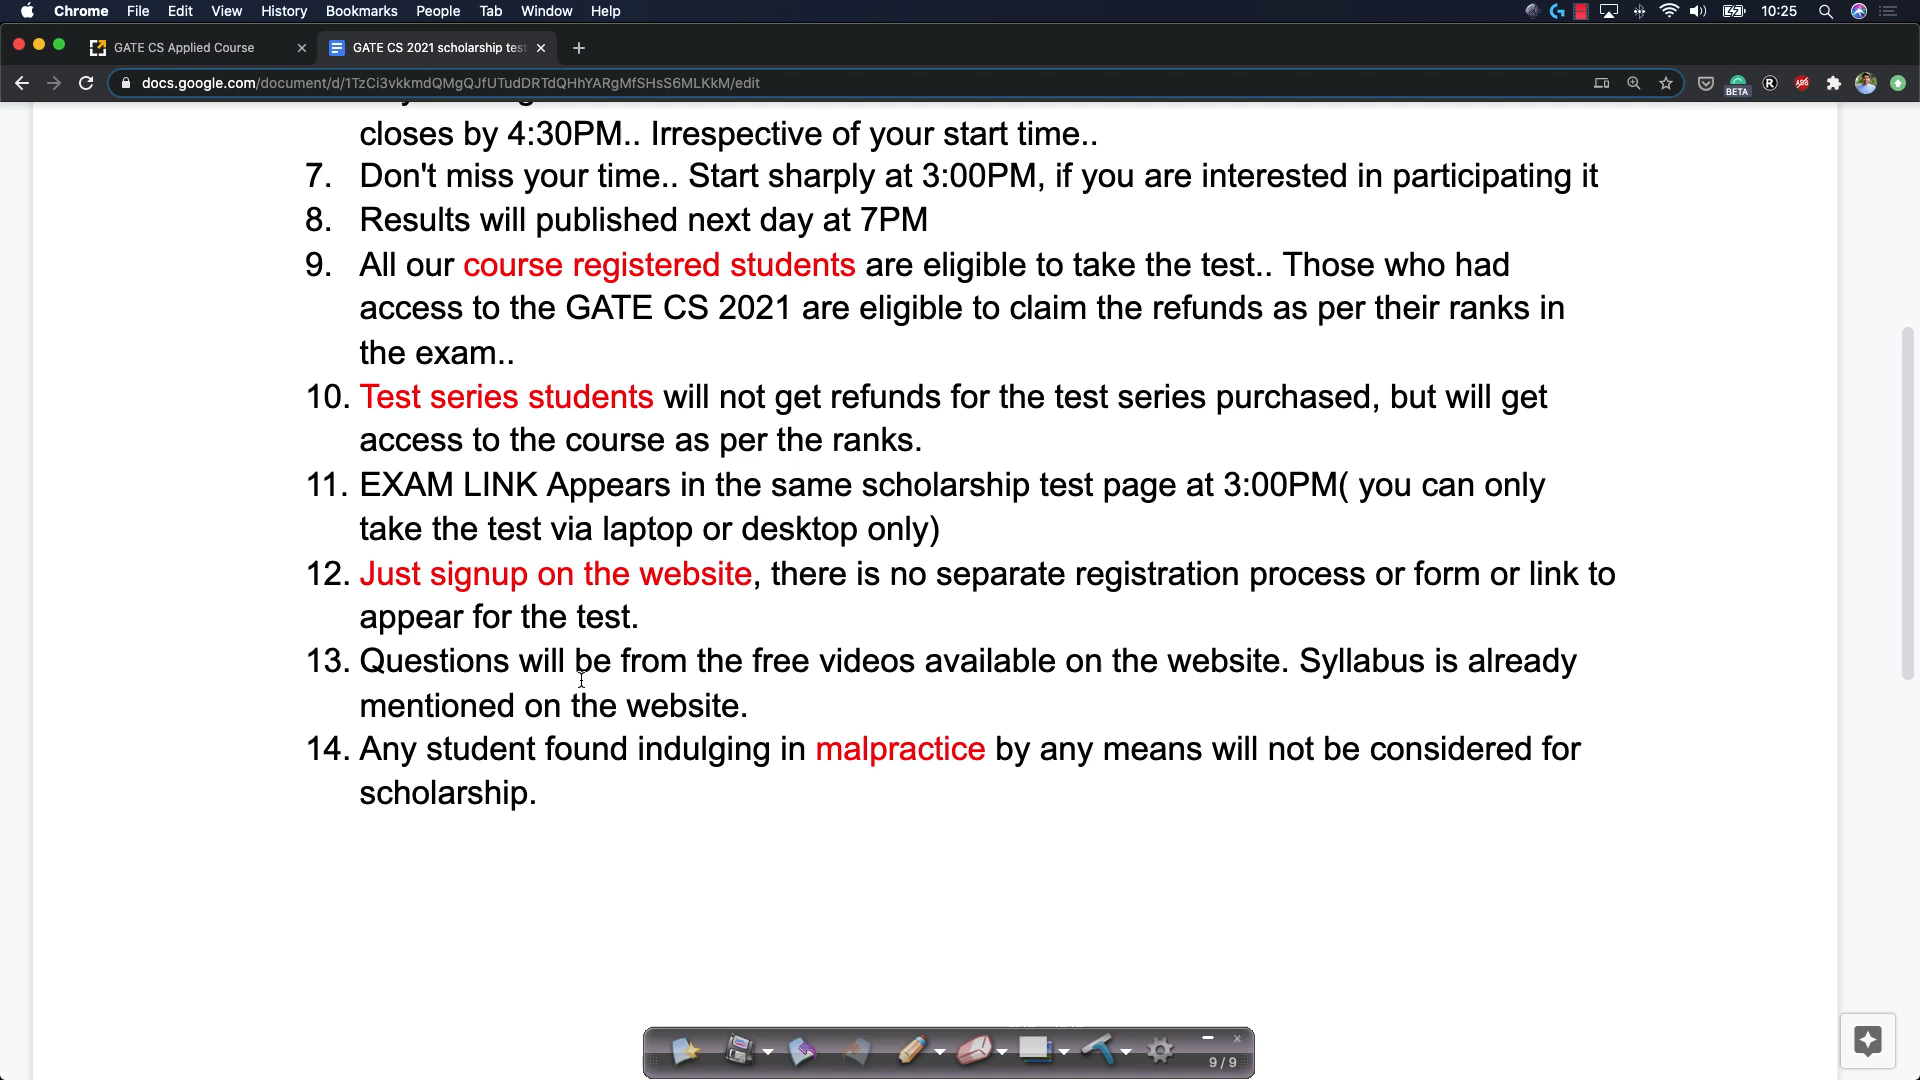 Chrome File Edit View History Bookmarks People Tab Window Help 10:25
GATE CS Applied Course GATE CS 2021 scholarship test
docs.google.com/document/d/1TzCi3vkkmdQMgQJfUTudDRTdQHhYARgMfSHsS6MLKkM/edit
BETA
closes by 4:30PM.. Irrespective of your start time..
7. Don't miss your time.. Start sharply at 3:00PM, if you are interested in participating it
8. Results will published next day at 7PM
9. All our course registered students are eligible to take the test.. Those who had
access to the GATE CS 2021 are eligible to claim the refunds as per their ranks in
the exam..
10. Test series students will not get refunds for the test series purchased, but will get
access to the course as per the ranks.
11. EXAM LINK Appears in the same scholarship test page at 3:00PM( you can only
take the test via laptop or desktop only)
12. Just signup on the website, there is no separate registration process or form or link to
appear for the test.
13. Questions will be from the free videos available on the website. Syllabus is already
mentioned on the website.
14. Any student found indulging in malpractice by any means will not be considered for
scholarship.
9/9